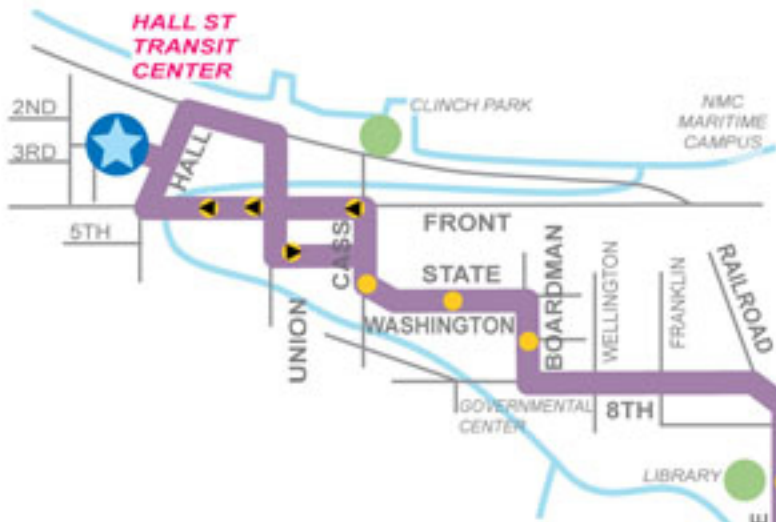 HALL ST
TRANSIT
CENTER
2ND
3RD
HALL
5TH
CLINCH PARK
NMC
MARITIME
CAMPUS
FRONT
CASS
STATE
UNION
WASHINGTON
BOARDMAN
WELLINGTON
FRANKLIN
RAILROAD
GOVERNMENTAL
CENTER
8TH
LIBRARY
E